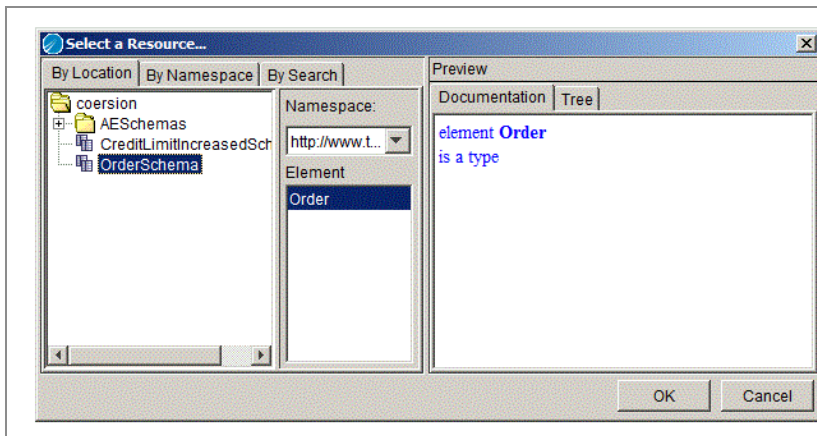 Select a Resource...
By Location By Namespace By Search
Preview
coersion
AESchemas
CreditLimitIncreasedSch
OrderSchema
Namespace:
http://www.t...
Element
Order
Documentation Tree
element Order
is a type
OK Cancel